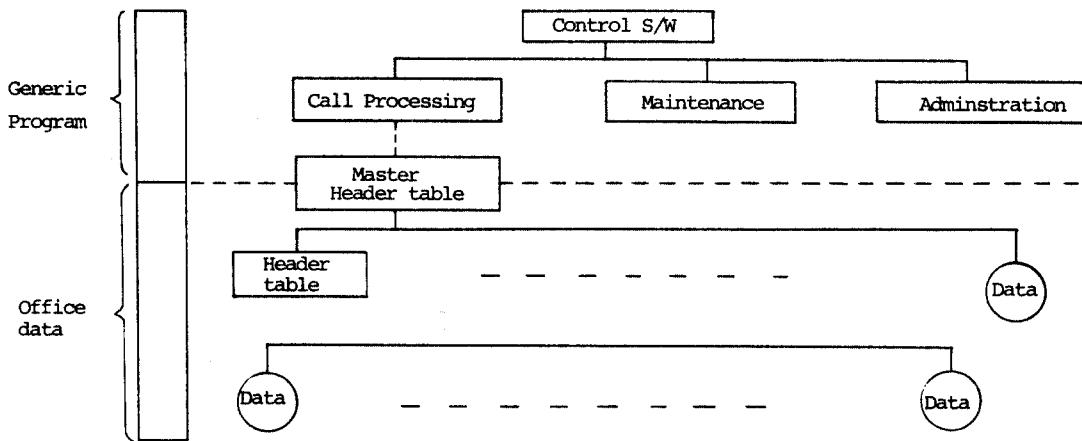 Control S/W
Generic
Program
Call Processing
Maintenance
Adminstration
Master
Header table
Header
table
Data
Office
data
Data
Data